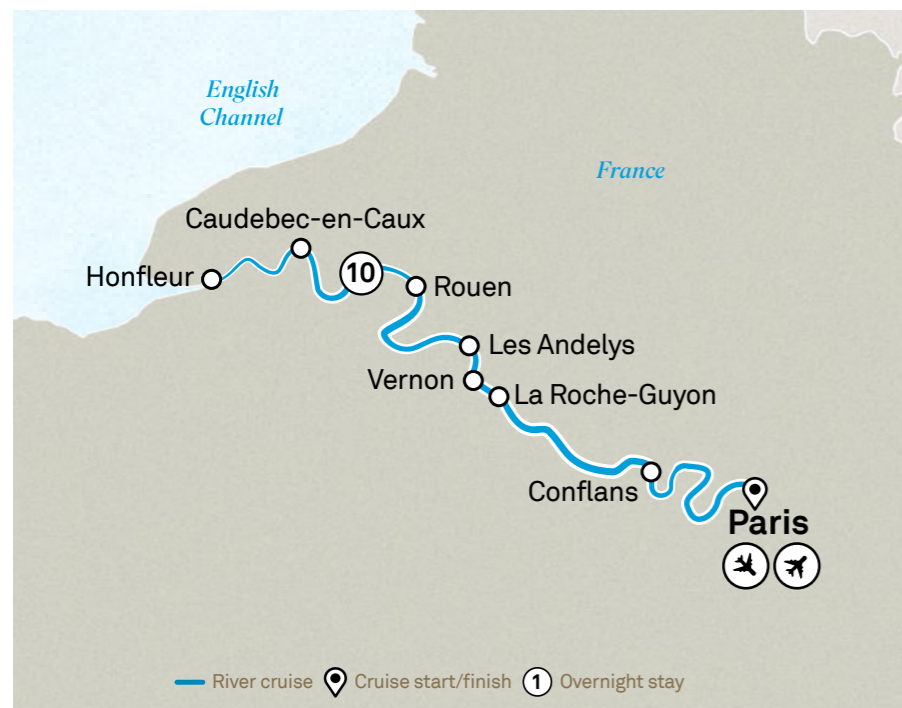 English
Channel
France
Caudebec-en-Caux
Honfleur
10
Rouen
Les Andelys
Vernon
La Roche-Guyon
Conflans
Paris
River cruise
Cruise start/finish
1
Overnight stay